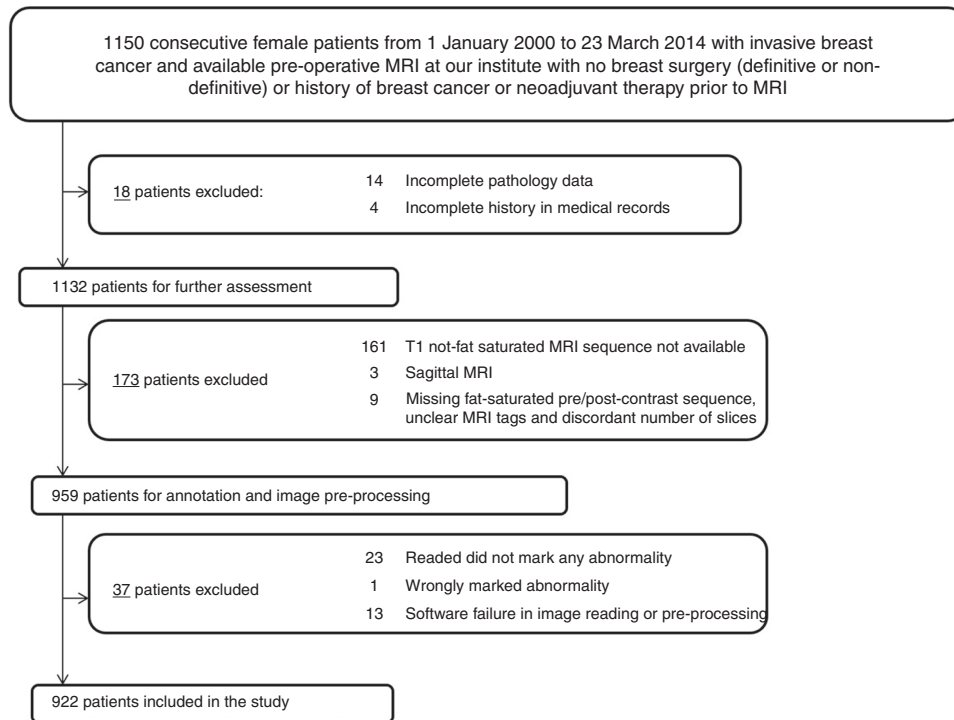 1150 consecutive female patients from 1 January 2000 to 23 March 2014 with invasive breast
cancer and available pre-operative MRI at our institute with no breast surgery (definitive or non-
definitive) or history of breast cancer or neoadjuvant therapy prior to MRI
18 patients excluded:
14 Incomplete pathology data
4 Incomplete history in medical records
1132 patients for further assessment
173 patients excluded
161 T1 not-fat saturated MRI sequence not available
3 Sagittal MRI
9 Missing fat-saturated pre/post-contrast sequence,
unclear MRI tags and discordant number of slices
959 patients for annotation and image pre-processing
37 patients excluded
23 Readed did not mark any abnormality
1 Wrongly marked abnormality
13 Software failure in image reading or pre-processing
922 patients included in the study